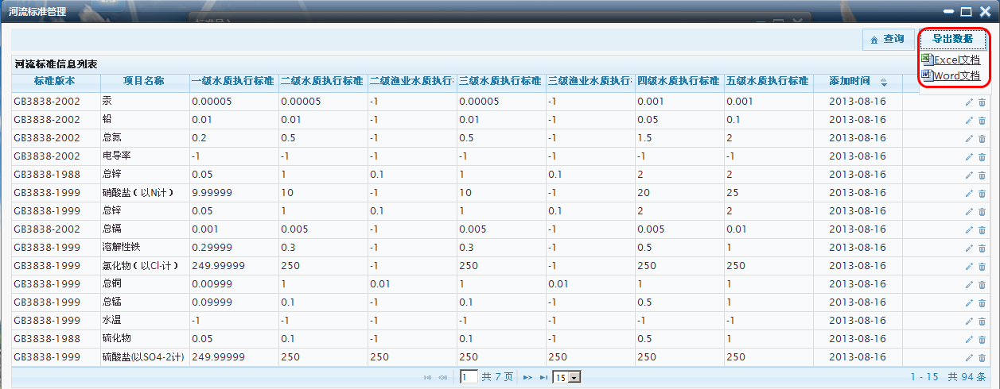 河流标准管理
查询 导出数据
Excel文档
Word文档
河流标准信息列表
标准版本 项目名称 一级水质执行标准 二级水质执行标准 二级渔业水质执行 三级水质执行标准 三级渔业水质执行 四级水质执行标准 五级水质执行标准 添加时间
GB3838-2002 汞 0.00005 0.00005 -1 0.00005 -1 0.001 0.001 2013-08-16
GB3838-2002 铅 0.01 0.01 -1 0.01 -1 0.05 0.1 2013-08-16
GB3838-2002 总氮 0.2 0.5 -1 0.5 -1 1.5 2 2013-08-16
GB3838-2002 电导率 -1 -1 -1 -1 -1 -1 -1 2013-08-16
GB3838-1988 总锌 0.05 1 0.1 1 0.1 2 2 2013-08-16
GB3838-1999 硝酸盐（以N计） 9.99999 10 -1 10 -1 20 25 2013-08-16
GB3838-1999 总锌 0.05 1 0.1 1 0.1 2 2 2013-08-16
GB3838-2002 总镉 0.001 0.005 -1 0.005 -1 0.005 0.01 2013-08-16
GB3838-1999 溶解性铁 0.29999 0.3 -1 0.3 -1 0.5 1 2013-08-16
GB3838-1999 氯化物（以Cl-计） 249.99999 250 -1 250 -1 250 250 2013-08-16
GB3838-1999 总铜 0.00999 1 0.01 1 0.01 1 1 2013-08-16
GB3838-1999 总锰 0.09999 0.1 -1 0.1 -1 0.5 1 2013-08-16
GB3838-1999 水温 -1 -1 -1 -1 -1 -1 -1 2013-08-16
GB3838-1988 硫化物 0.05 0.1 -1 0.1 -1 0.5 1 2013-08-16
GB3838-1999 硫酸盐(以SO4-2计) 249.99999 250 250 250 250 250 250 2013-08-16
1 共 7 页 15 1 - 15 共 94 条